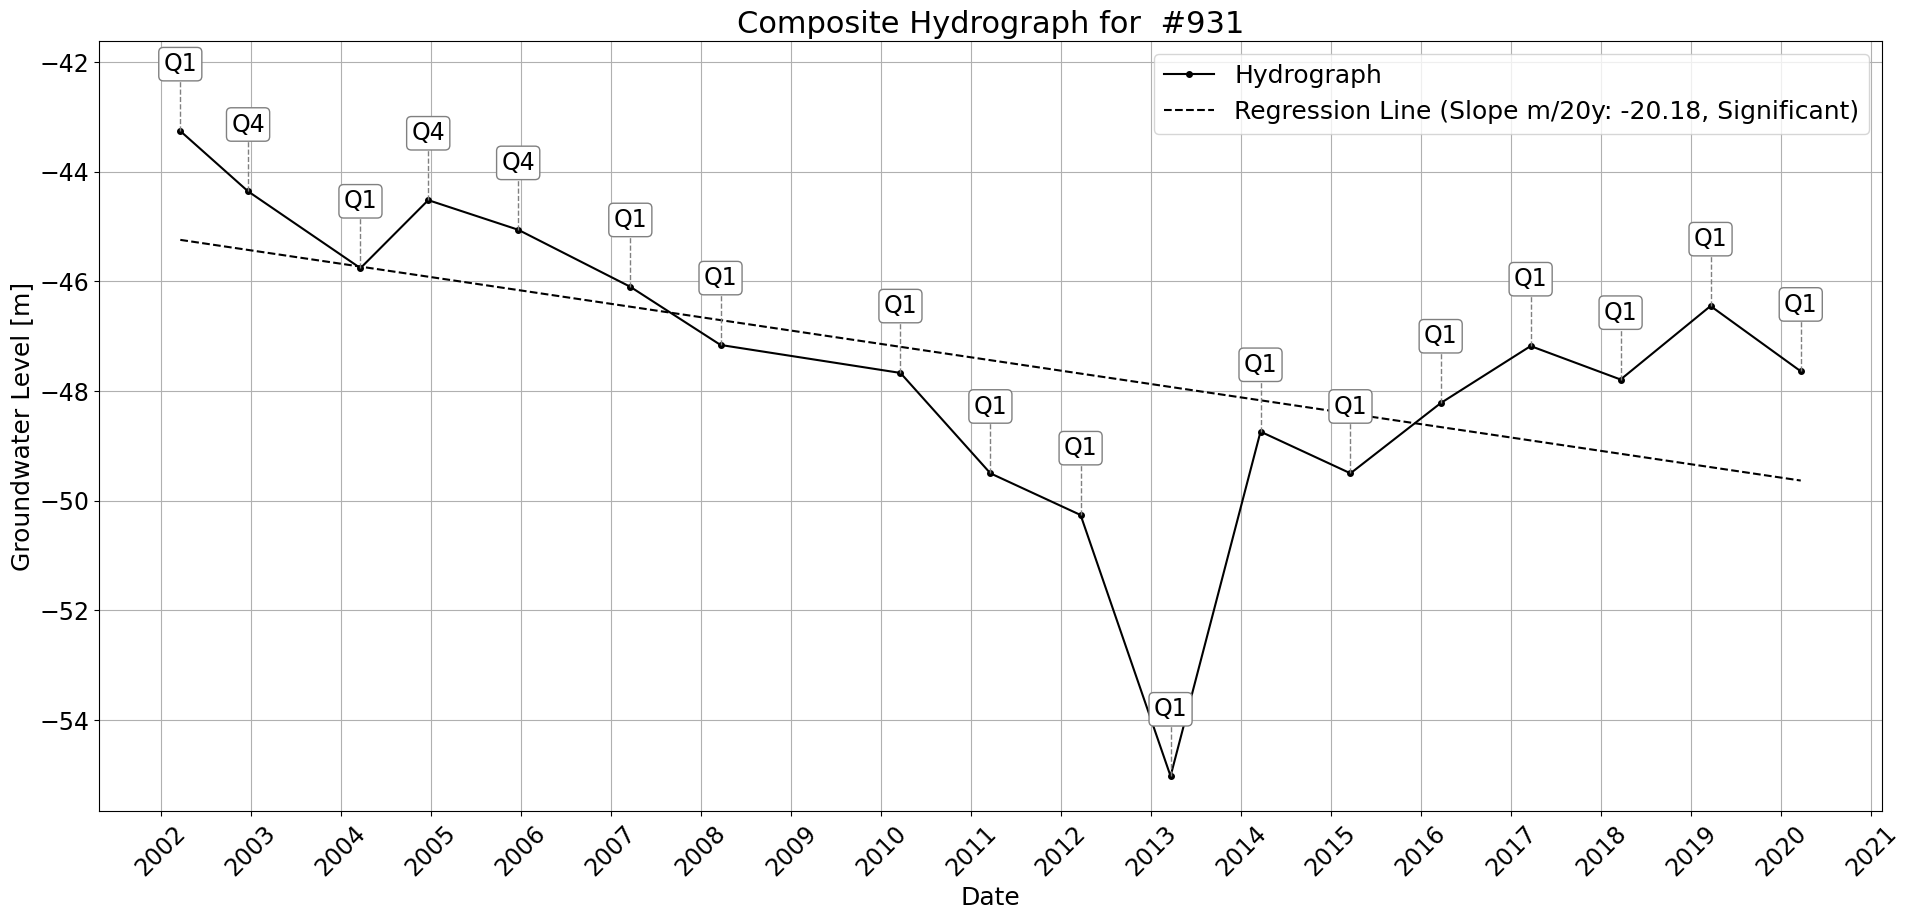 Composite Hydrograph for  #931
Hydrograph
Regression Line (Slope m/20y: -20.18, Significant)
Groundwater Level [m]
−42
−44
−46
−48
−50
−52
−54
Q1
Q4
Q1
Q4
Q4
Q1
Q1
Q1
Q1
Q1
Q1
Q1
Q1
Q1
Q1
Q1
Q1
Q1
2002
2003
2004
2005
2006
2007
2008
2009
2010
2011
2012
2013
2014
2015
2016
2017
2018
2019
2020
2021
Date